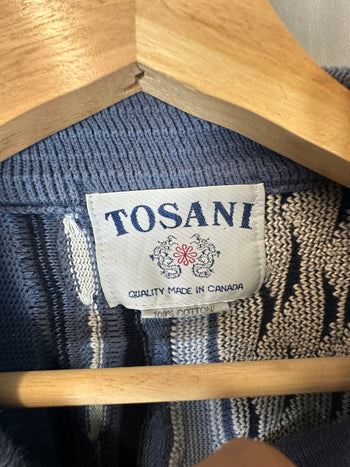 TOSANI
QUALITY MADE IN CANADA
100% COTTON